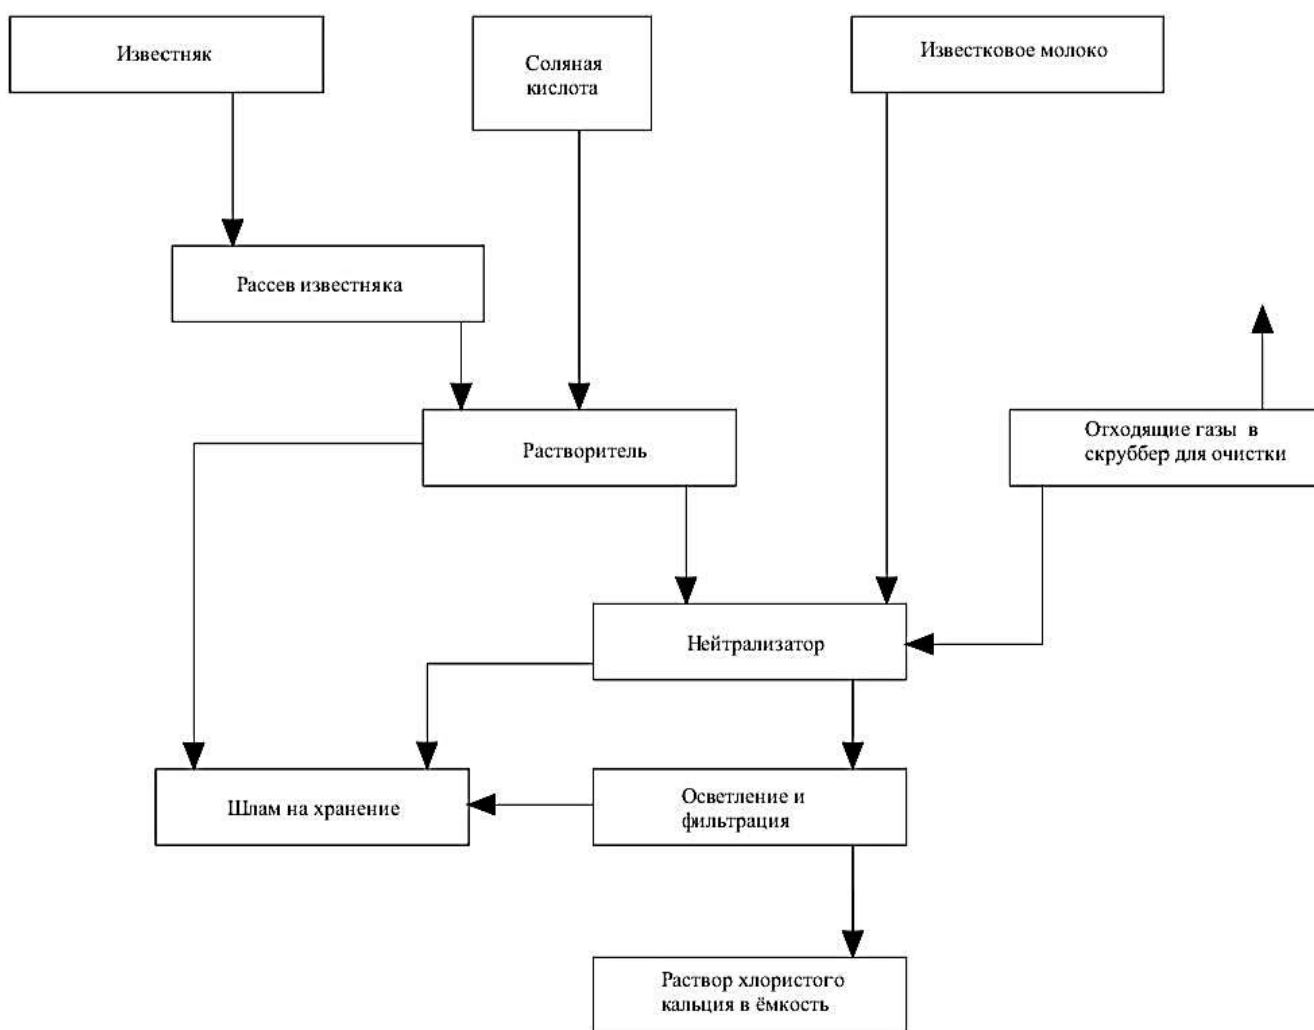 Известняк
Соляная
кислота
Известковое молоко
Рассев известняка
Растворитель
Отходящие газы в
скруббер для очистки
Нейтрализатор
Шлам на хранение
Осветление и
фильтрация
Раствор хлористого
кальция в ёмкость